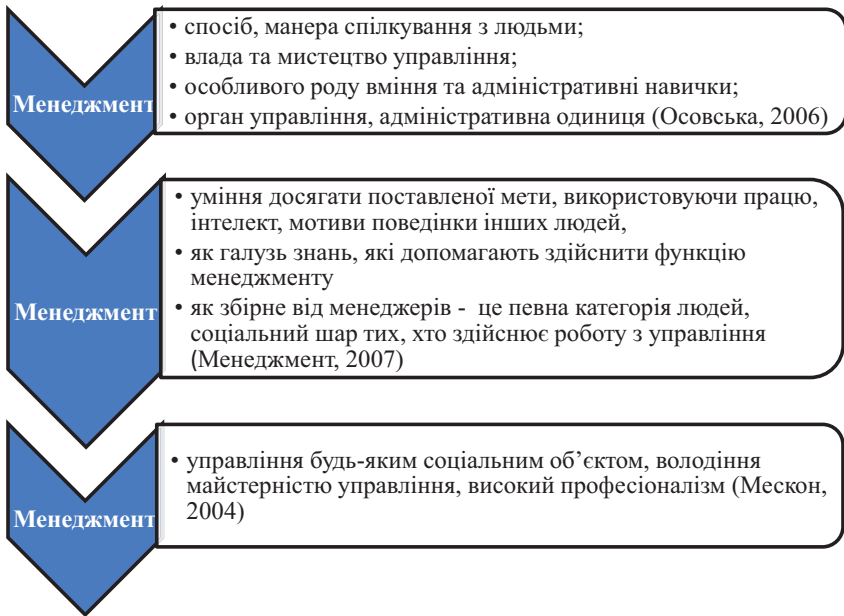 Менеджмент
• спосіб, манера спілкування з людьми;
• влада та мистецтво управління;
• особливого роду вміння та адміністративні навички;
• орган управління, адміністративна одиниця (Осовська, 2006)
Менеджмент
• уміння досягати поставленої мети, використовуючи працю,
інтелект, мотиви поведінки інших людей,
• як галузь знань, які допомагають здійснити функцію
менеджменту
• як збірне від менеджерів - це певна категорія людей,
соціальний шар тих, хто здійснює роботу з управління
(Менеджмент, 2007)
Менеджмент
• управління будь-яким соціальним об’єктом, володіння
майстерністю управління, високий професіоналізм (Мескон,
2004)